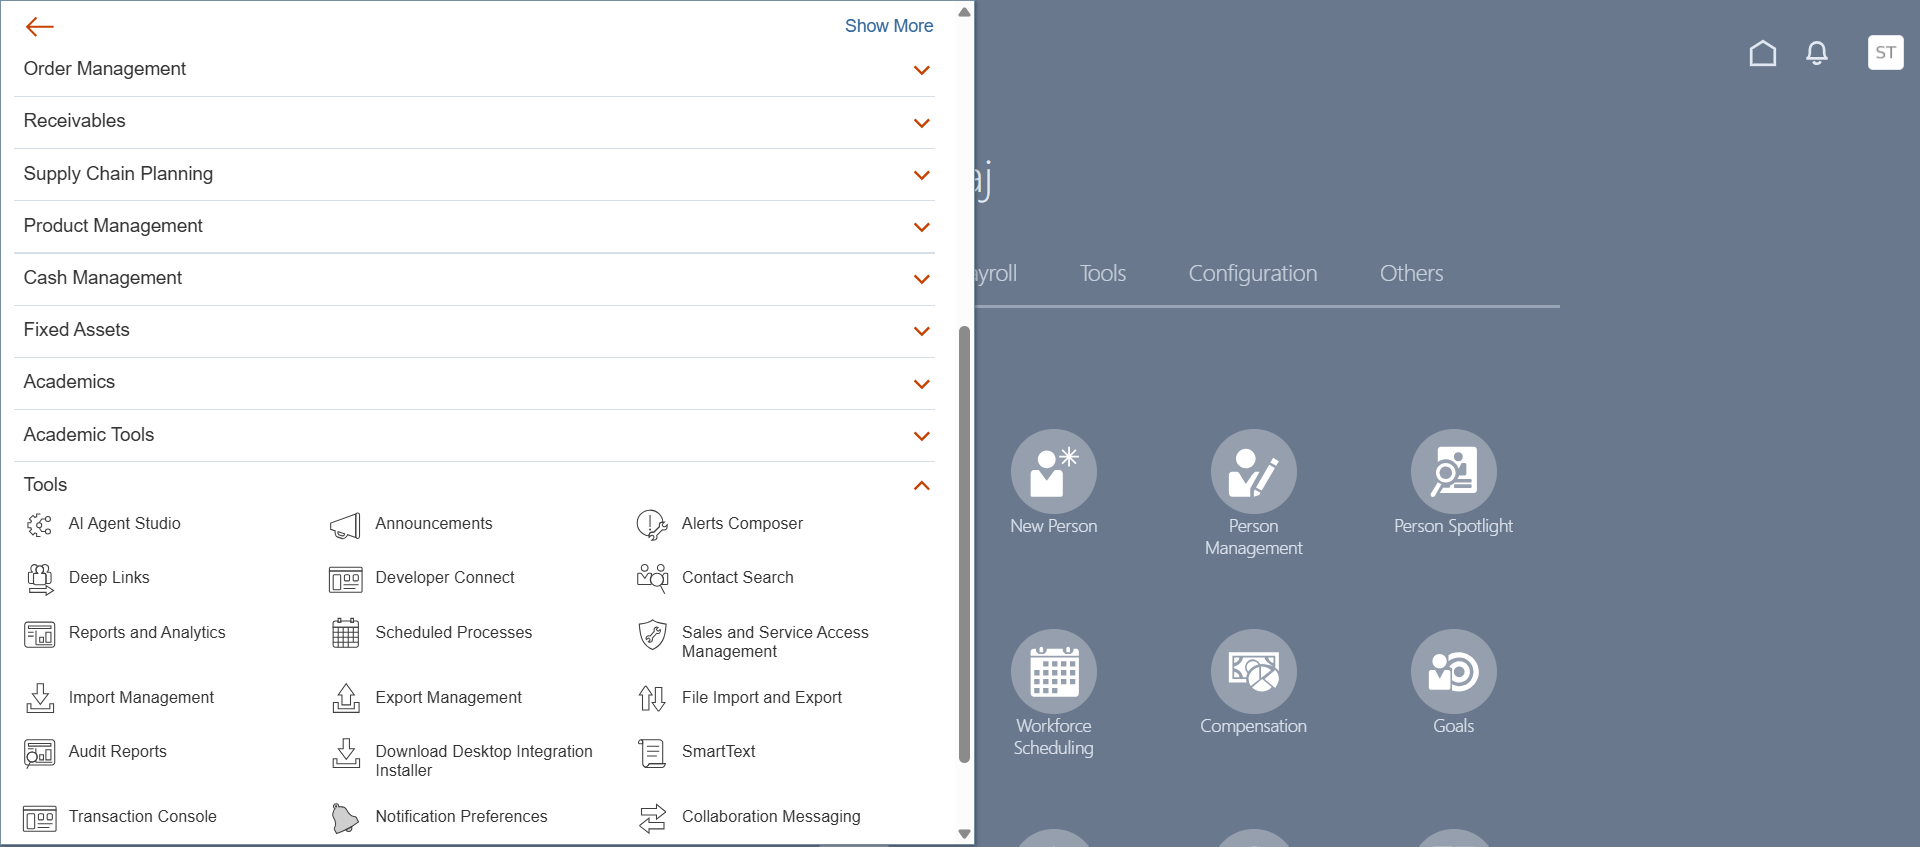 Show More
Order Management
Receivables
Supply Chain Planning
Product Management
Cash Management
Fixed Assets
Academics
Academic Tools
Tools
AI Agent Studio
Announcements
Alerts Composer
Deep Links
Developer Connect
Contact Search
Reports and Analytics
Scheduled Processes
Sales and Service Access
Management
Import Management
Export Management
File Import and Export
Audit Reports
Download Desktop Integration
Installer
SmartText
Transaction Console
Notification Preferences
Collaboration Messaging
ST
Tools
Configuration
Others
New Person
Person
Management
Person Spotlight
Workforce
Scheduling
Compensation
Goals